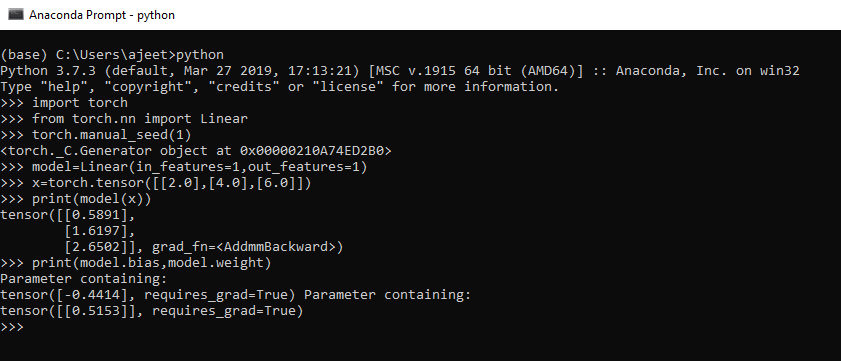 Anaconda Prompt - python
(base) C:\Users\ajeet>python
Python 3.7.3 (default, Mar 27 2019, 17:13:21) [MSC v.1915 64 bit (AMD64)] :: Anaconda, Inc. on win32
Type "help", "copyright", "credits" or "license" for more information.
>>> import torch
>>> from torch.nn import Linear
>>> torch.manual_seed(1)
<torch._C.Generator object at 0x00000210A74ED2B0>
>>> model=Linear(in_features=1,out_features=1)
>>> x=torch.tensor([[2.0],[4.0],[6.0]])
>>> print(model(x))
tensor([[0.5891],
        [1.6197],
        [2.6502]], grad_fn=<AddmmBackward>)
>>> print(model.bias,model.weight)
Parameter containing:
tensor([-0.4414], requires_grad=True) Parameter containing:
tensor([[0.5153]], requires_grad=True)
>>>